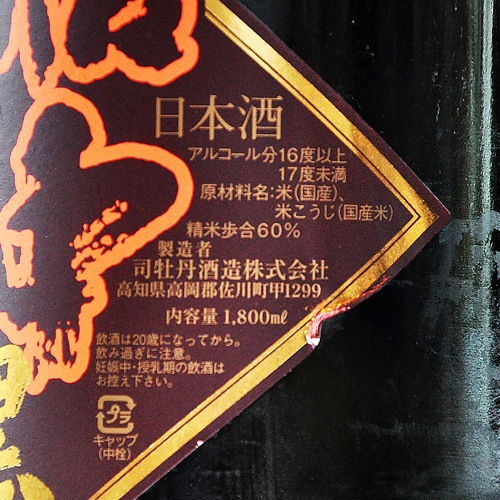 日本酒
アルコール分16度以上
17度未満
原材料名:米(国産)、
米こうじ(国産米)
精米歩合60%
製造者
司牡丹酒造株式会社
高知県高岡郡佐川町甲1299
内容量 1,800㎖
飲酒は20歳になってから。
飲み過ぎに注意。
妊娠中・授乳期の飲酒は
お控え下さい。
プラ
キャップ
(中栓)